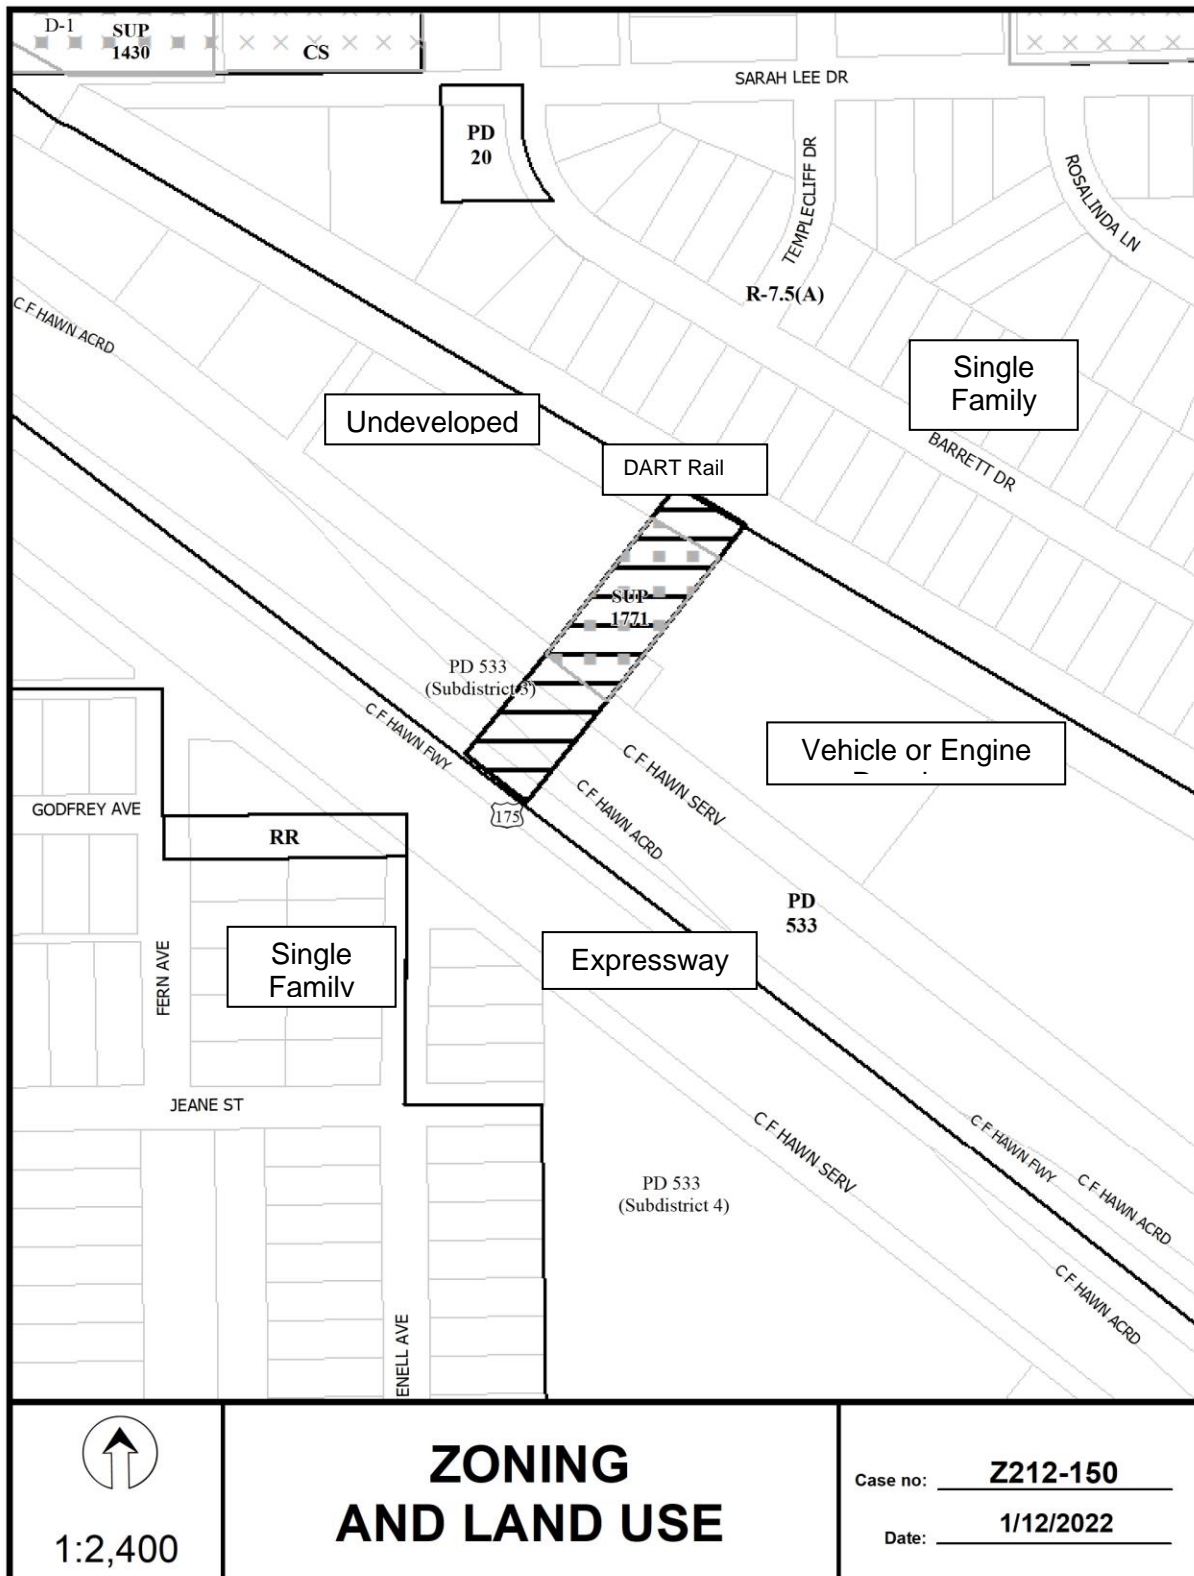 D-1
SUP
1430
CS
SARAH LEE DR
PD
20
TEMPLECLIFF DR
ROSALINDA LN
R-7.5(A)
C F HAWN ACRD
Single
Family
Undeveloped
BARRETT DR
DART Rail
SUP
1771
PD 533
(Subdistrict 3)
C F HAWN FWY
C F HAWN SERV
Vehicle or Engine
C F HAWN ACRD
175
GODFREY AVE
RR
PD
533
FERN AVE
Single
Family
Expressway
JEANE ST
C F HAWN SERV
C F HAWN FWY
C F HAWN ACRD
PD 533
(Subdistrict 4)
C F HAWN ACRD
ENELL AVE
1:2,400
ZONING
AND LAND USE
Case no: Z212-150
Date: 1/12/2022